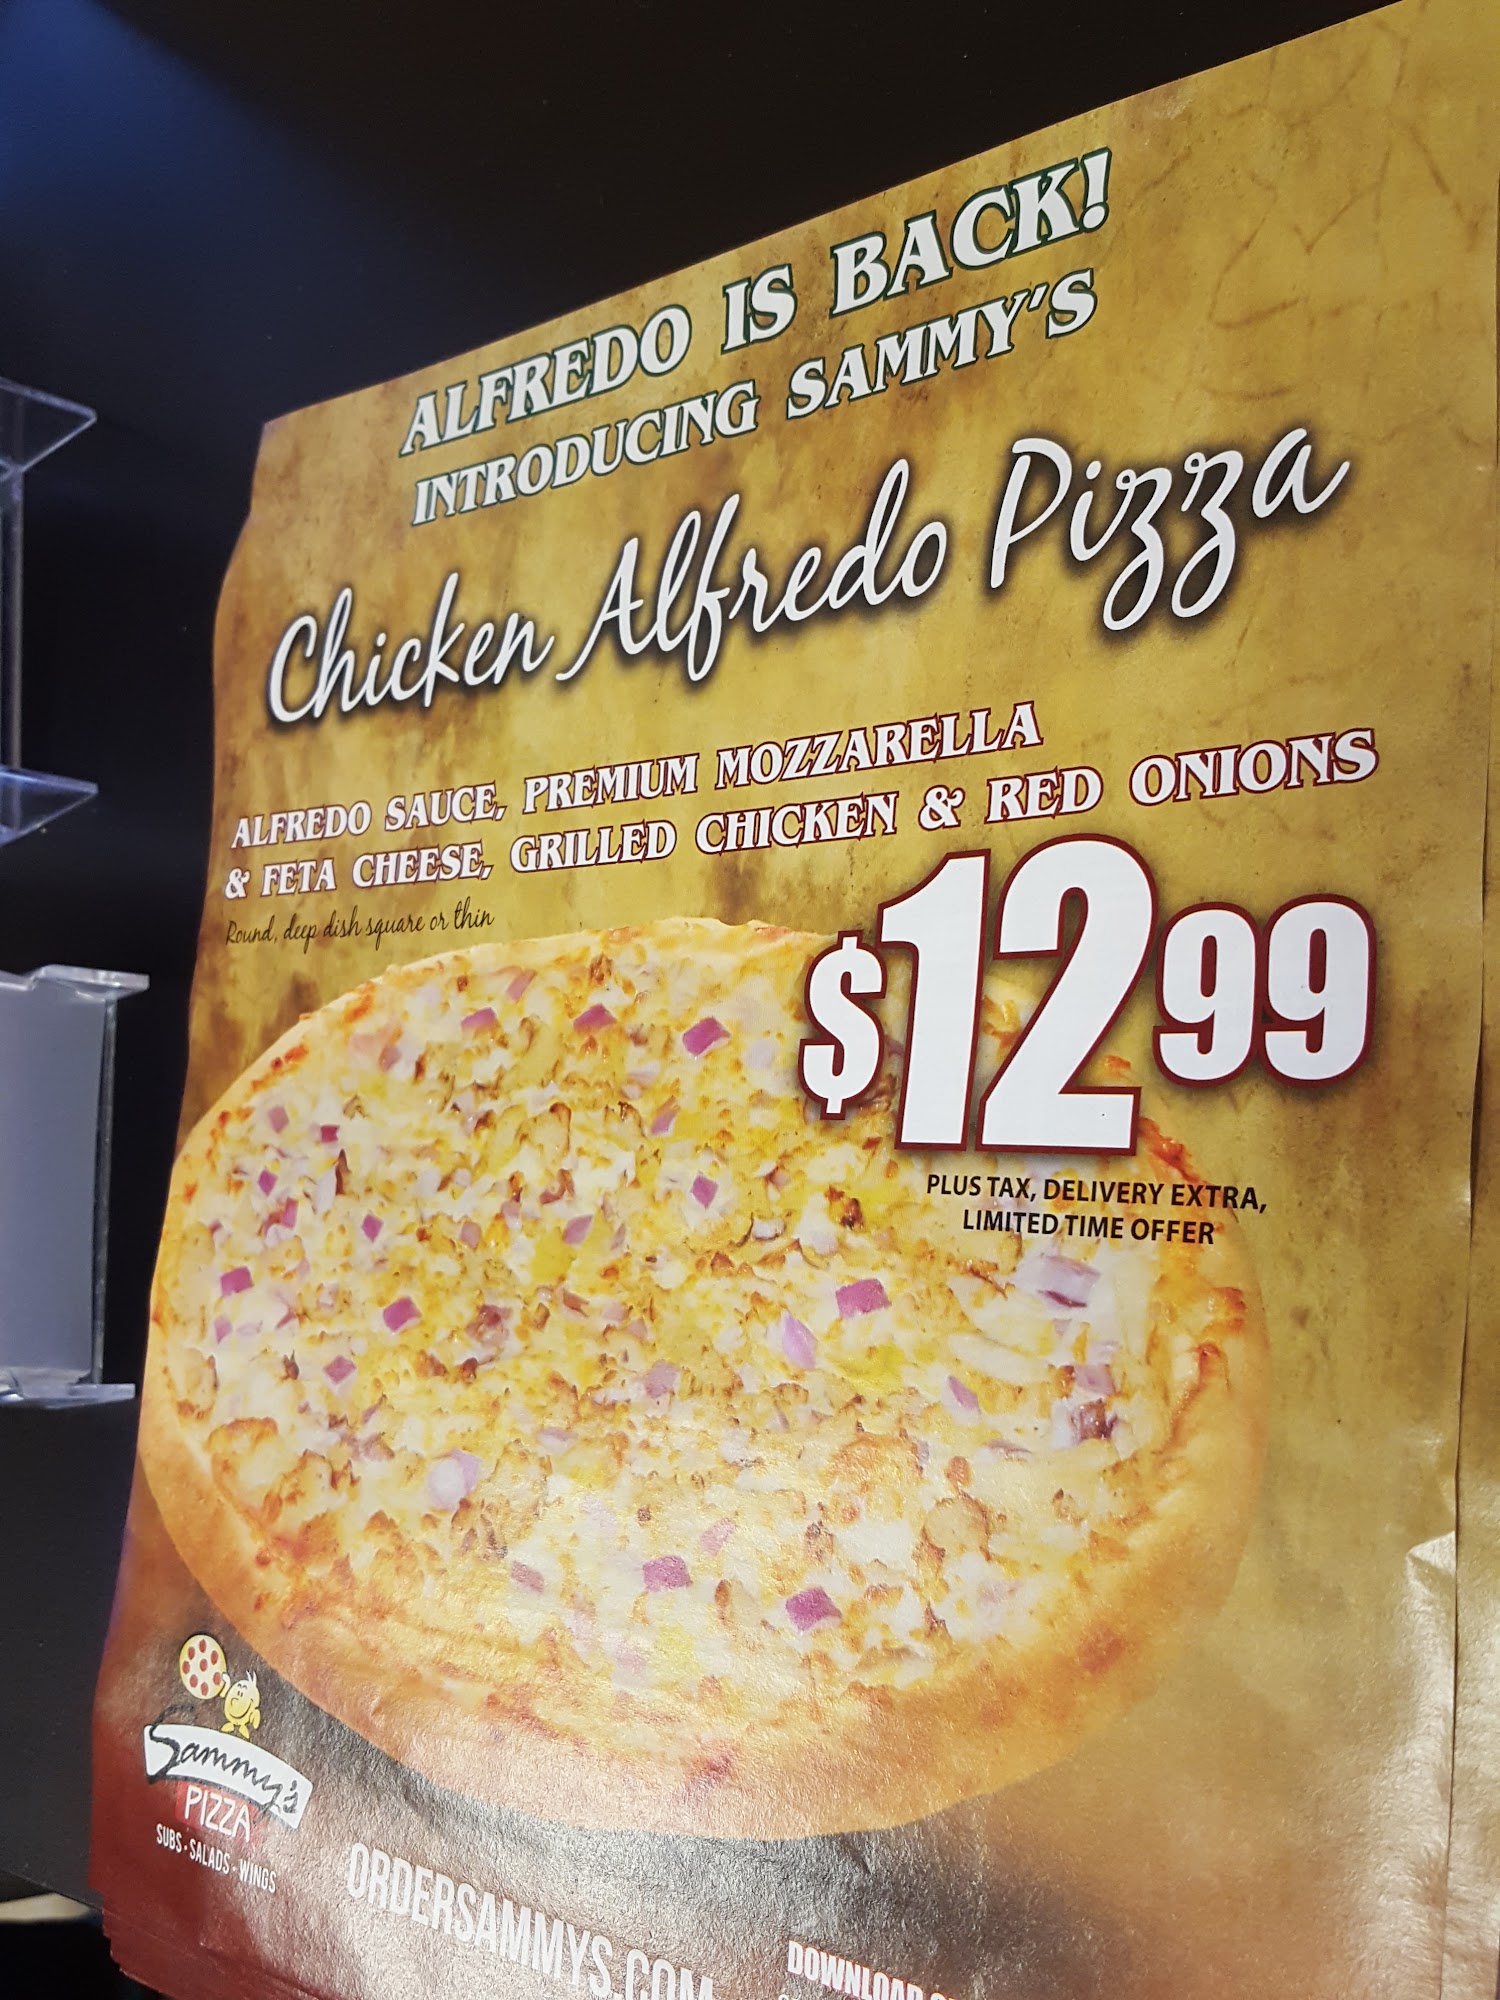 ALFREDO IS BACK!
INTRODUCING SAMMY'S
Chicken Alfredo Pizza
ALFREDO SAUCE, PREMIUM MOZZARELLA
& FETA CHEESE, GRILLED CHICKEN & RED ONIONS
Round, deep dish square or thin
$12 99
PLUS TAX, DELIVERY EXTRA,
LIMITED TIME OFFER
Sammy's
PIZZA
SUBS • SALADS • WINGS
ORDERSAMMYS.COM
DOWNLOAD